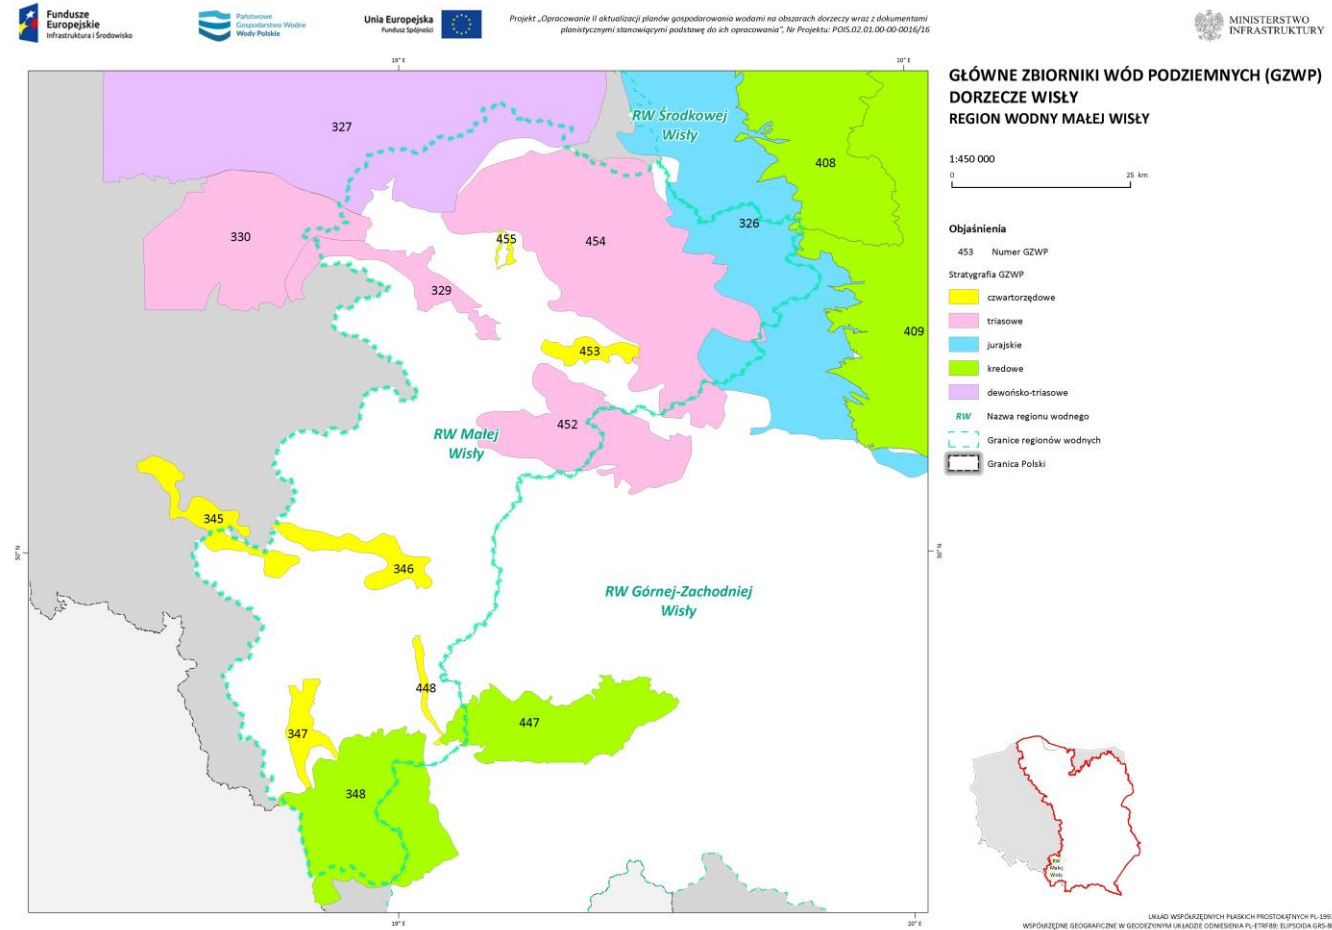 Fundusze
Europejskie
Infrastruktura i Środowisko
Państwowe
Gospodarstwo Wodne
Wody Polskie
Unia Europejska
Fundusz Spójności
Projekt „Opracowanie II aktualizacji planów gospodarowania wodami na obszarach dorzeczy wraz z dokumentami
planistycznymi stanowiącymi podstawę do ich opracowania”, Nr Projektu: POIS.02.01.00-00-0016/16
MINISTERSTWO
INFRASTRUKTURY
19° E
20° E
GŁÓWNE ZBIORNIKI WÓD PODZIEMNYCH (GZWP)
DORZECZE WISŁY
REGION WODNY MAŁEJ WISŁY
1:450 000
0
25 km
Objaśnienia
453 Numer GZWP
Stratygrafia GZWP
czwartorzędowe
triasowe
jurajskie
kredowe
dewońsko-triasowe
RW Nazwa regionu wodnego
Granice regionów wodnych
Granica Polski
327
RW Środkowej
Wisły
408
330
455
454
326
329
453
409
452
RW Małej
Wisły
345
346
50° N
50° N
RW Górnej-Zachodniej
Wisły
448
447
347
348
RW
Małej
Wisły
19° E
20° E
UKŁAD WSPÓŁRZĘDNYCH PŁASKICH PROSTOKĄTNYCH PL-199
WSPÓŁRZĘDNE GEOGRAFICZNE W GEODEZYJNYM UKŁADZIE ODNIESIENIA PL-ETRF89; ELIPSOIDA GRS-8